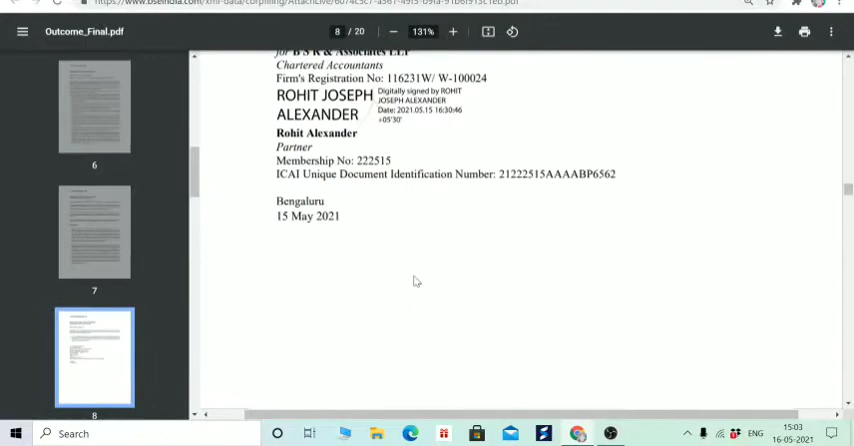 Outcome_Final.pdf
8 / 20
131%
for B S R & Associates LLP
Chartered Accountants
Firm's Registration No: 116231W/ W-100024
ROHIT JOSEPH
ALEXANDER
Digitally signed by ROHIT
JOSEPH ALEXANDER
Date: 2021.05.15 16:30:46
+05'30'
Rohit Alexander
Partner
Membership No: 222515
ICAI Unique Document Identification Number: 21222515AAAABP6562
Bengaluru
15 May 2021
6
7
8
Search
ENG
15:03
16-05-2021